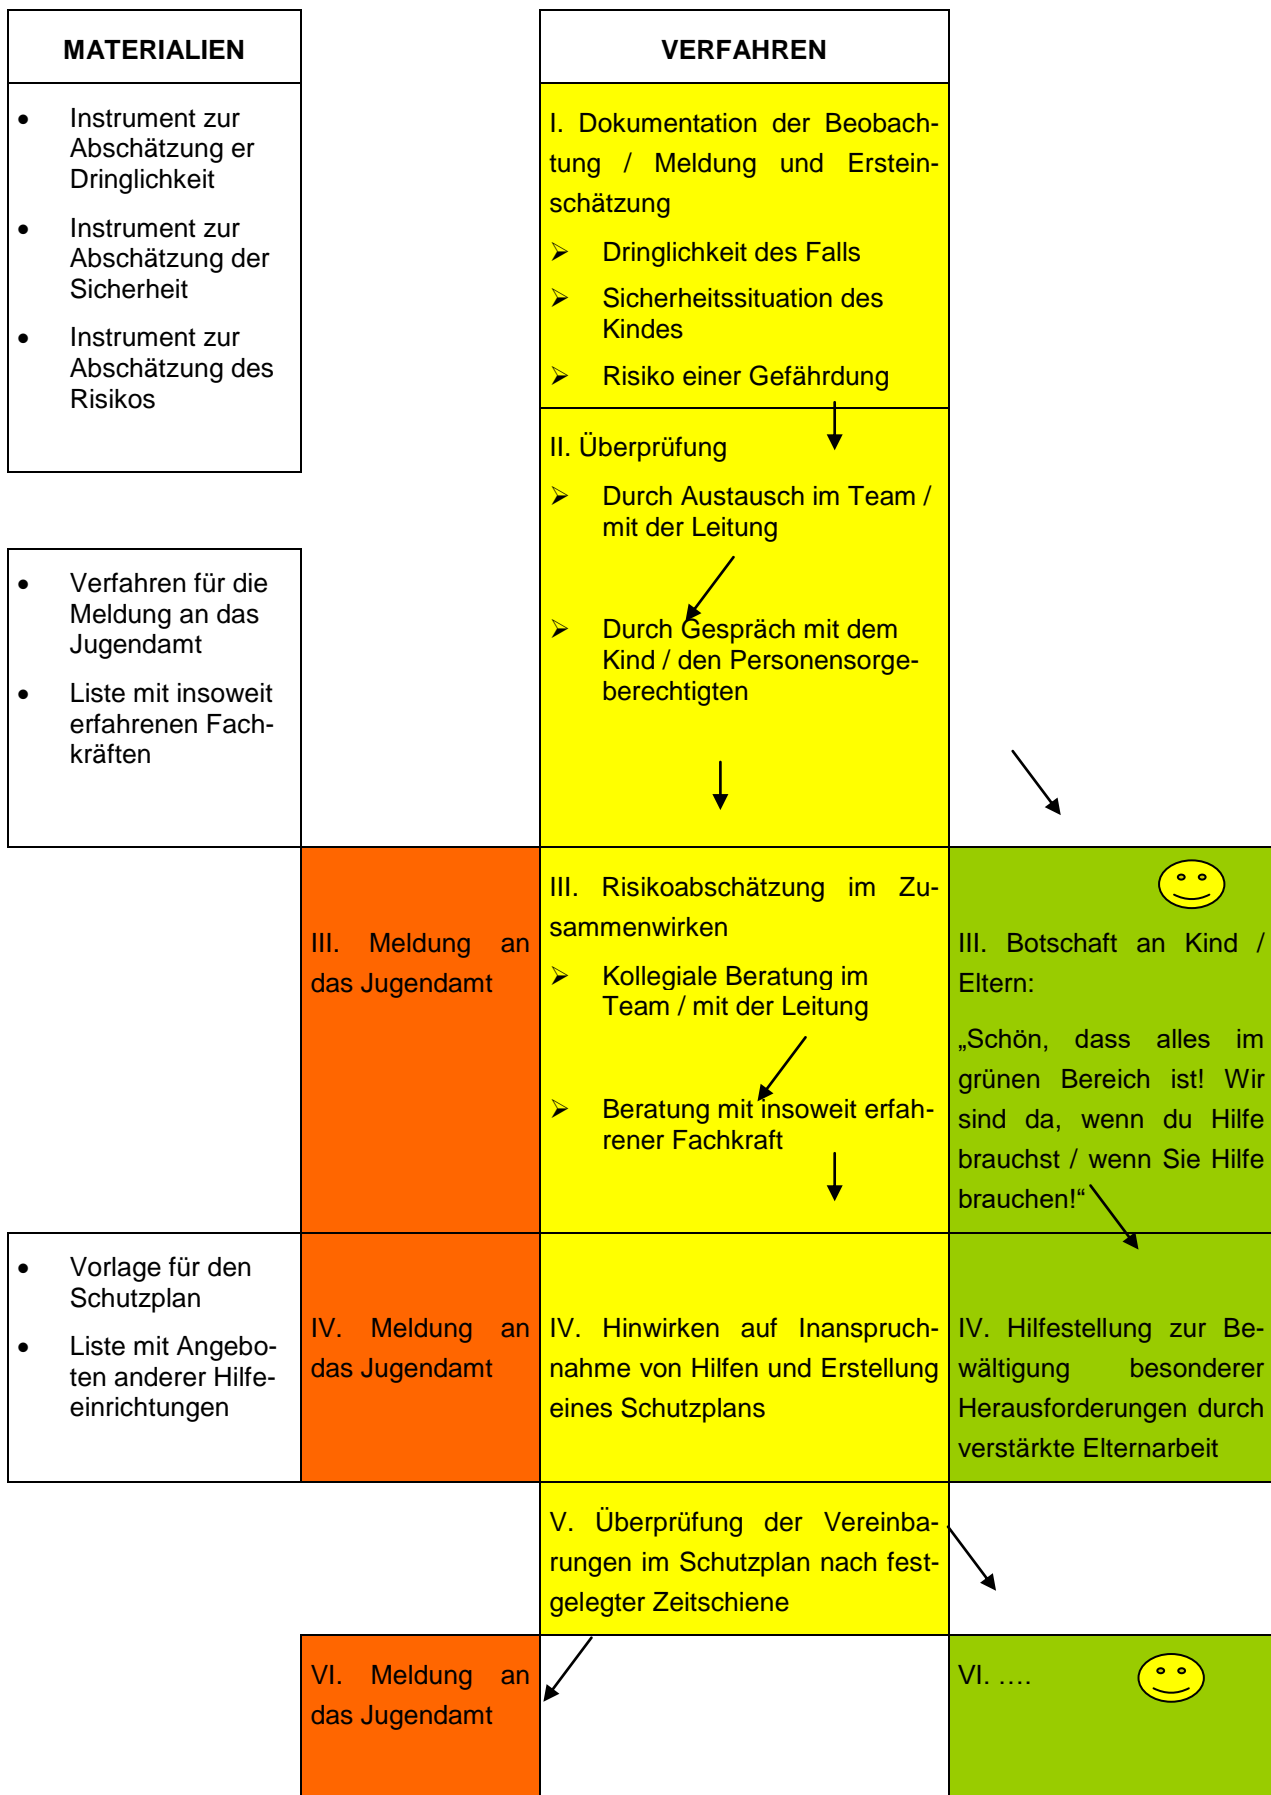 MATERIALIEN
• Instrument zur
Abschätzung er
Dringlichkeit
• Instrument zur
Abschätzung der
Sicherheit
• Instrument zur
Abschätzung des
Risikos
• Verfahren für die
Meldung an das
Jugendamt
• Liste mit insoweit
erfahrenen Fach-
kräften
VERFAHREN
I. Dokumentation der Beobach-
tung / Meldung und Erstein-
schätzung
➢ Dringlichkeit des Falls
➢ Sicherheitssituation des
Kindes
➢ Risiko einer Gefährdung
II. Überprüfung
➢ Durch Austausch im Team /
mit der Leitung
➢ Durch Gespräch mit dem
Kind / den Personensorge-
berechtigten
III. Meldung an
das Jugendamt
III. Risikoabschätzung im Zu-
sammenwirken
➢ Kollegiale Beratung im
Team / mit der Leitung
➢ Beratung mit insoweit erfah-
rener Fachkraft
III. Botschaft an Kind /
Eltern:
„Schön, dass alles im
grünen Bereich ist! Wir
sind da, wenn du Hilfe
brauchst / wenn Sie Hilfe
brauchen!“
• Vorlage für den
Schutzplan
• Liste mit Angebo-
ten anderer Hilfe-
einrichtungen
IV. Meldung an
das Jugendamt
IV. Hinwirken auf Inanspruch-
nahme von Hilfen und Erstellung
eines Schutzplans
IV. Hilfestellung zur Be-
wältigung besonderer
Herausforderungen durch
verstärkte Elternarbeit
V. Überprüfung der Vereinba-
rungen im Schutzplan nach fest-
gelegter Zeitschiene
VI. Meldung an
das Jugendamt
VI. ….